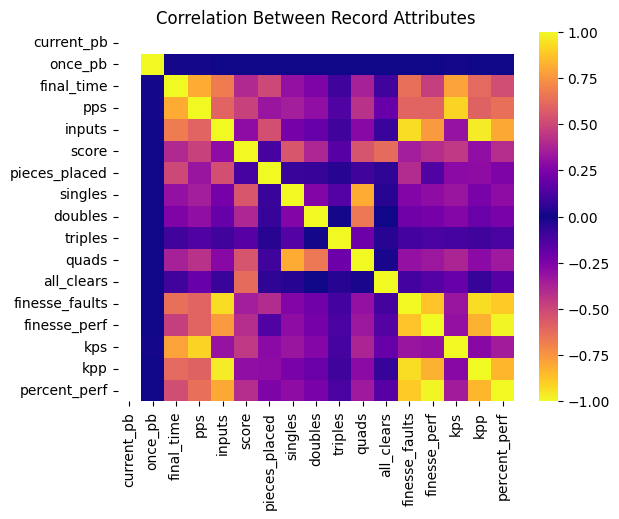 Correlation Between Record Attributes
current_pb
once_pb
final_time
pps
inputs
score
pieces_placed
singles
doubles
triples
quads
all_clears
finesse_faults
finesse_perf
kps
kpp
percent_perf
1.00
0.75
0.50
0.25
0.00
−0.25
−0.50
−0.75
−1.00
current_pb
once_pb
final_time
pps
inputs
score
pieces_placed
singles
doubles
triples
quads
all_clears
finesse_faults
finesse_perf
kps
kpp
percent_perf